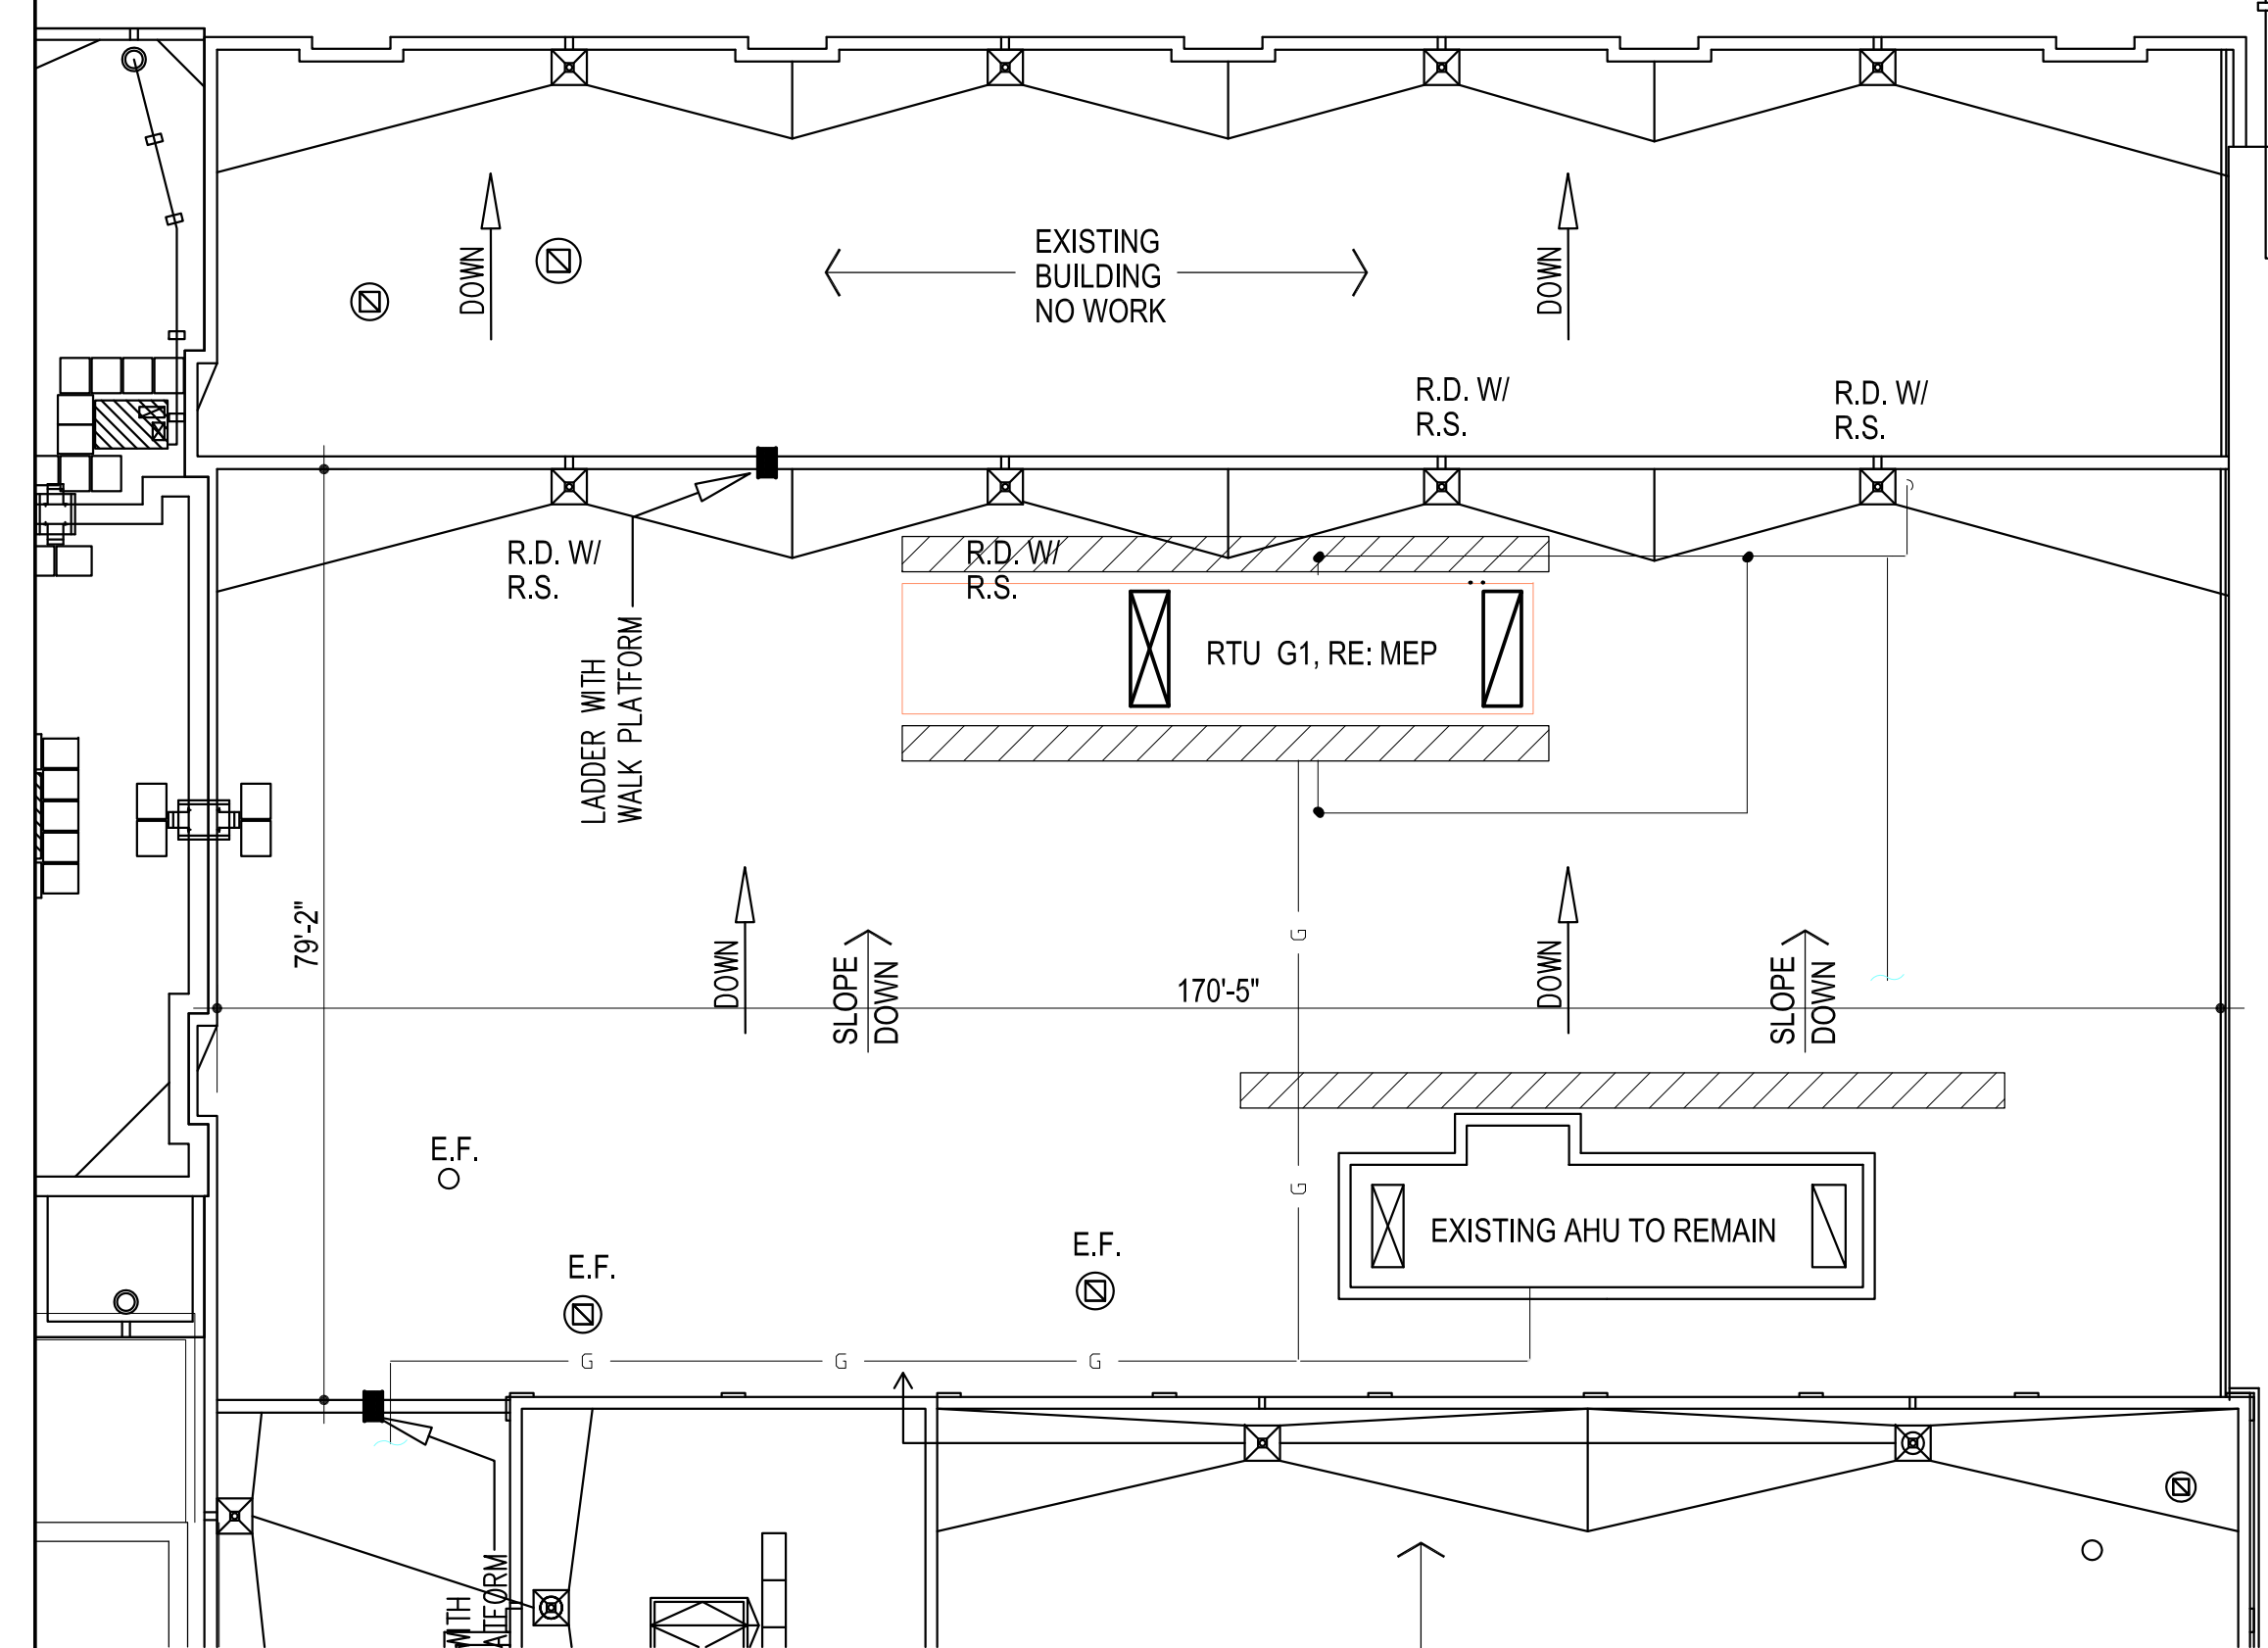 EXISTING
BUILDING
NO WORK
DOWN
DOWN
R.D. W/
R.S.
R.D. W/
R.S.
R.D. W/
R.S.
R.D. W/
R.S.
LADDER WITH
WALK PLATFORM
RTU G1, RE: MEP
79'-2"
DOWN
SLOPE
DOWN
170'-5"
G
DOWN
SLOPE
DOWN
E.F.
G
E.F.
E.F.
EXISTING AHU TO REMAIN
G
G
G